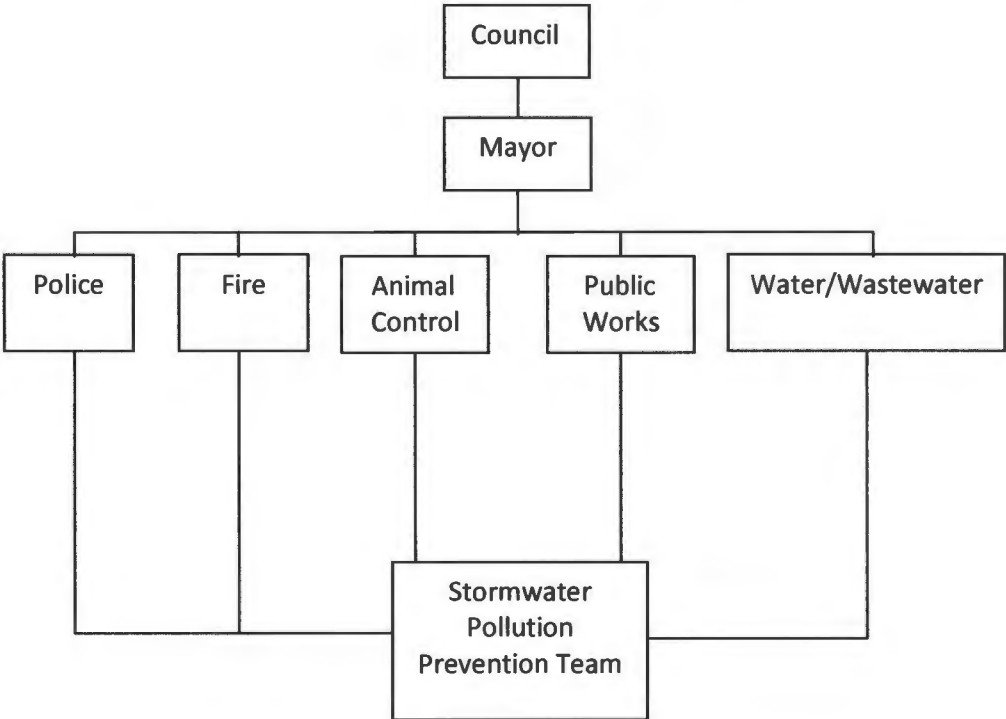 Council
Mayor
Police
Fire
Animal
Control
Public
Works
Water/Wastewater
Stormwater
Pollution
Prevention Team